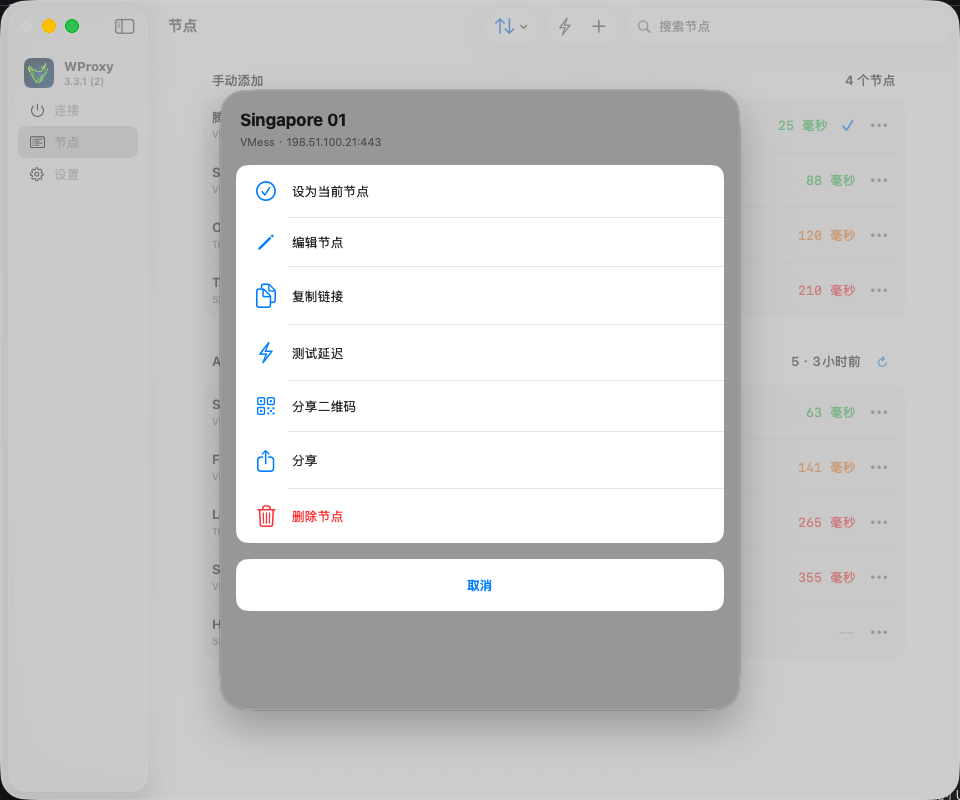 节点
搜索节点
WProxy
3.3.1 (2)
连接
节点
设置
手动添加
4 个节点
25 毫秒
88 毫秒
120 毫秒
210 毫秒
5 · 3小时前
63 毫秒
141 毫秒
265 毫秒
355 毫秒
--
Singapore 01
VMess · 198.51.100.21:443
设为当前节点
编辑节点
复制链接
测试延迟
分享二维码
分享
删除节点
取消